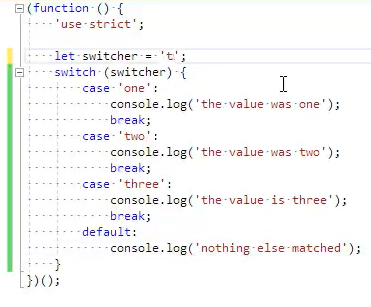 (function () {
'use strict';
let switcher = 't';
switch (switcher) {
case 'one':
console.log('the value was one');
break;
case 'two':
console.log('the value was two');
break;
case 'three':
console.log('the value is three');
break;
default:
console.log('nothing else matched');
}
})();